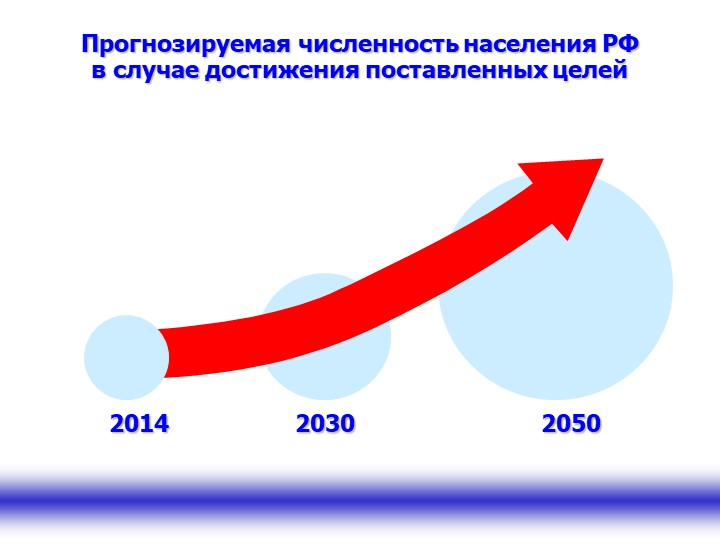 Прогнозируемая численность населения РФ
в случае достижения поставленных целей
2014 2030 2050